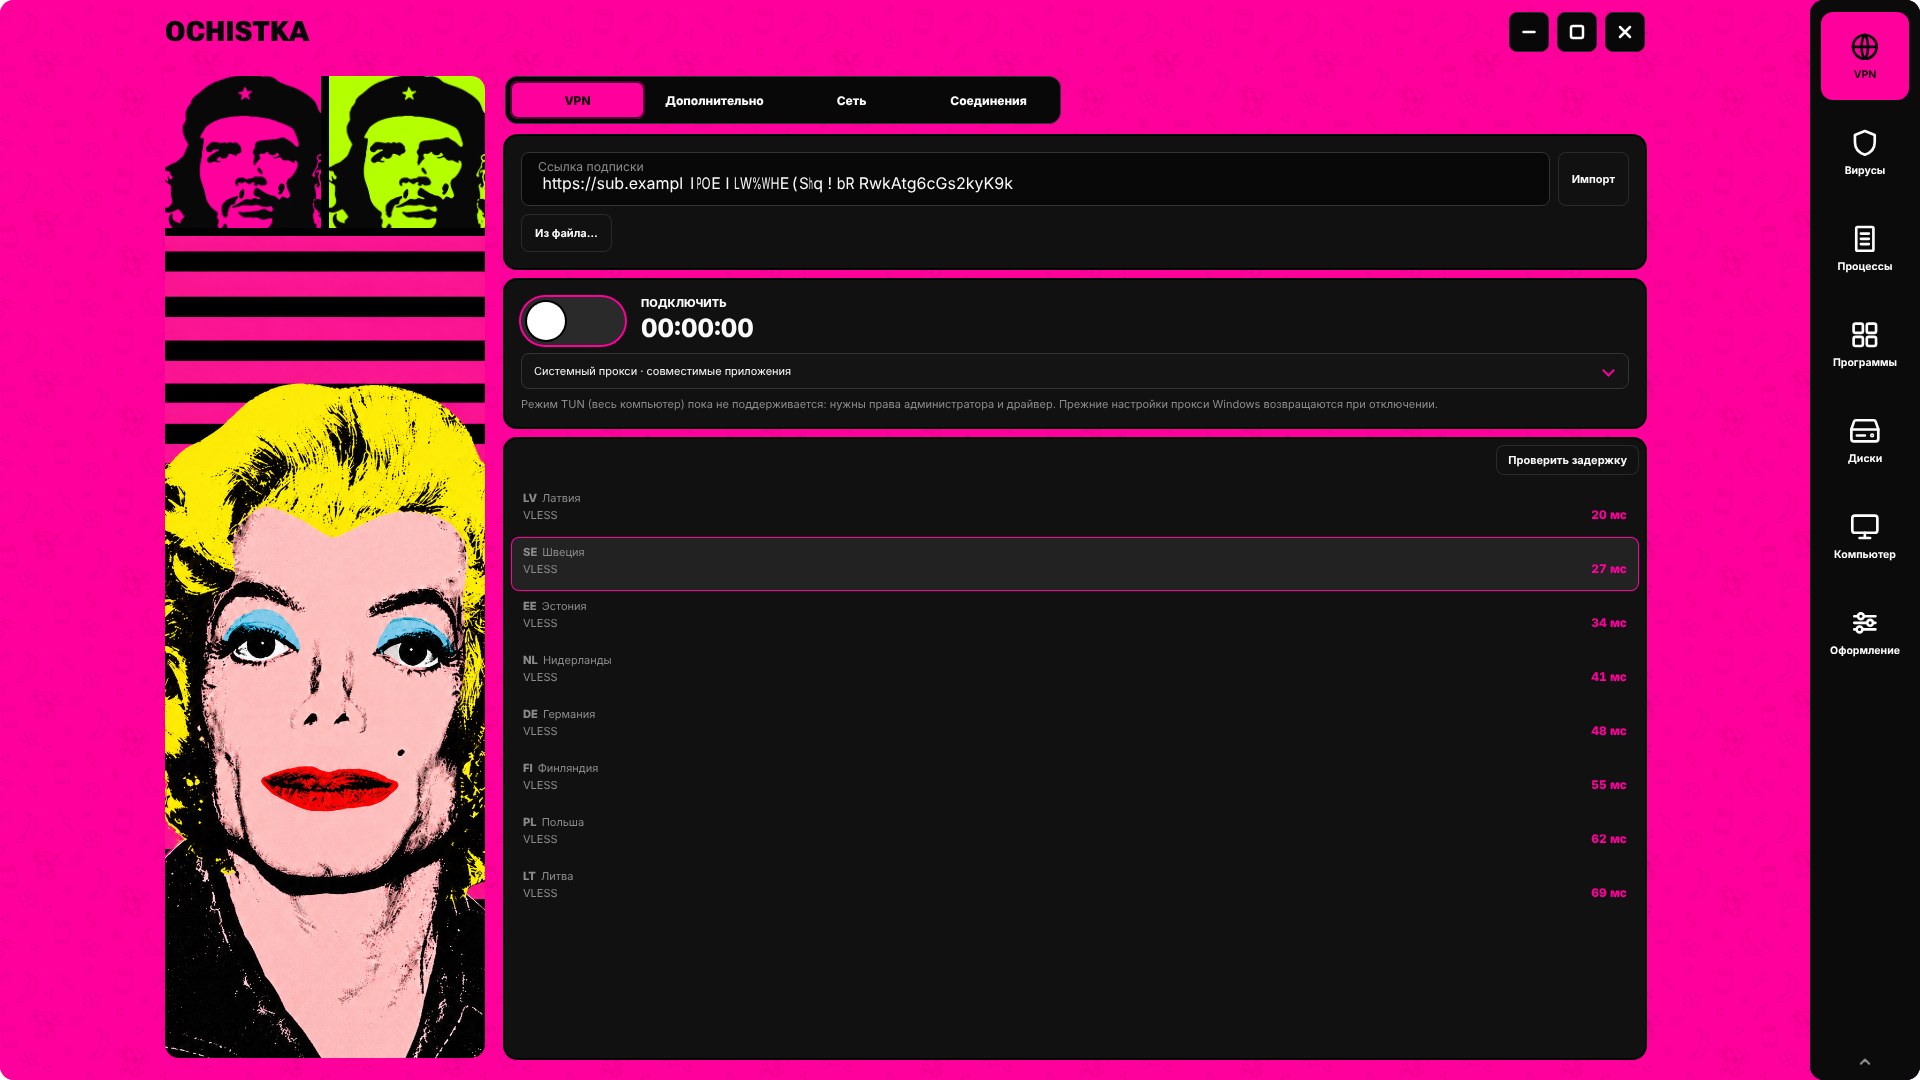 OCHISTKA
VPN
Дополнительно
Сеть
Соединения
Ссылка подписки
https://sub.exampl
RwkAtg6cGs2kyK9k
Импорт
Из файла...
ПОДКЛЮЧИТЬ
00:00:00
Системный прокси · совместимые приложения
Режим TUN (весь компьютер) пока не поддерживается: нужны права администратора и драйвер. Прежние настройки прокси Windows возвращаются при отключении.
Проверить задержку
LV Латвия
VLESS
20 мс
SE Швеция
VLESS
27 мс
EE Эстония
VLESS
34 мс
NL Нидерланды
VLESS
41 мс
DE Германия
VLESS
48 мс
FI Финляндия
VLESS
55 мс
PL Польша
VLESS
62 мс
LT Литва
VLESS
69 мс
VPN
Вирусы
Процессы
Программы
Диски
Компьютер
Оформление